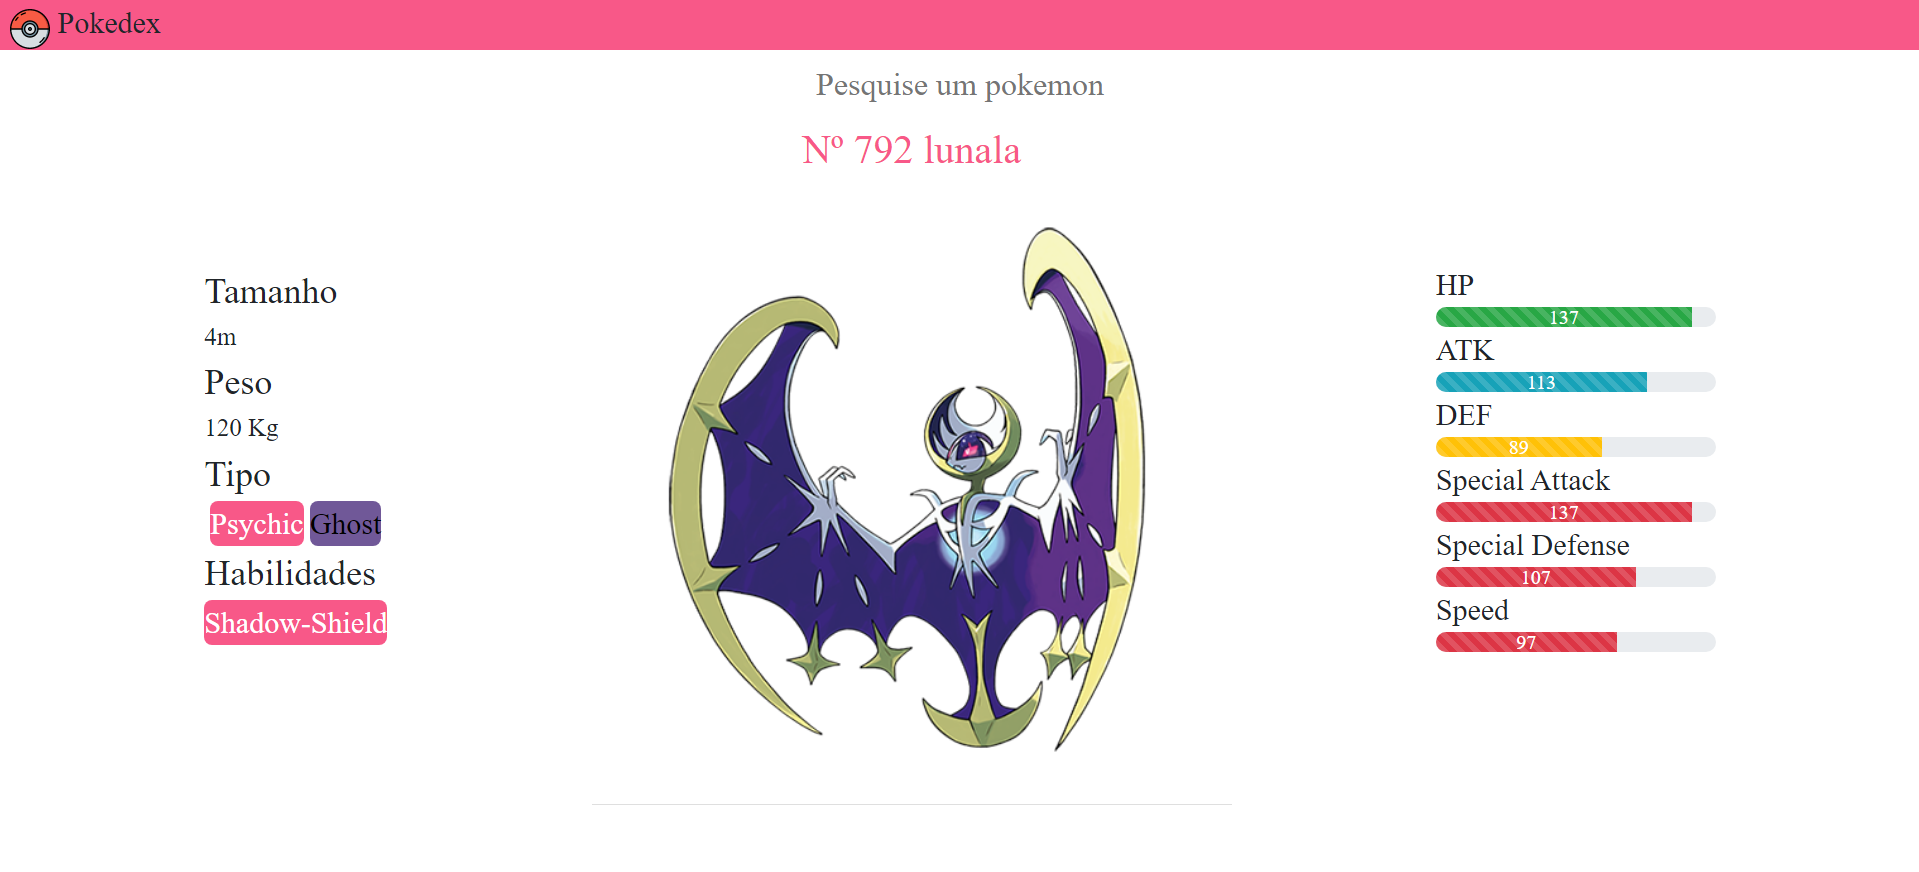 Pokedex
Pesquise um pokemon
Nº 792 lunala
Tamanho
4m
Peso
120 Kg
Tipo
Psychic Ghost
Habilidades
Shadow-Shield
HP
137
ATK
113
DEF
89
Special Attack
137
Special Defense
107
Speed
97